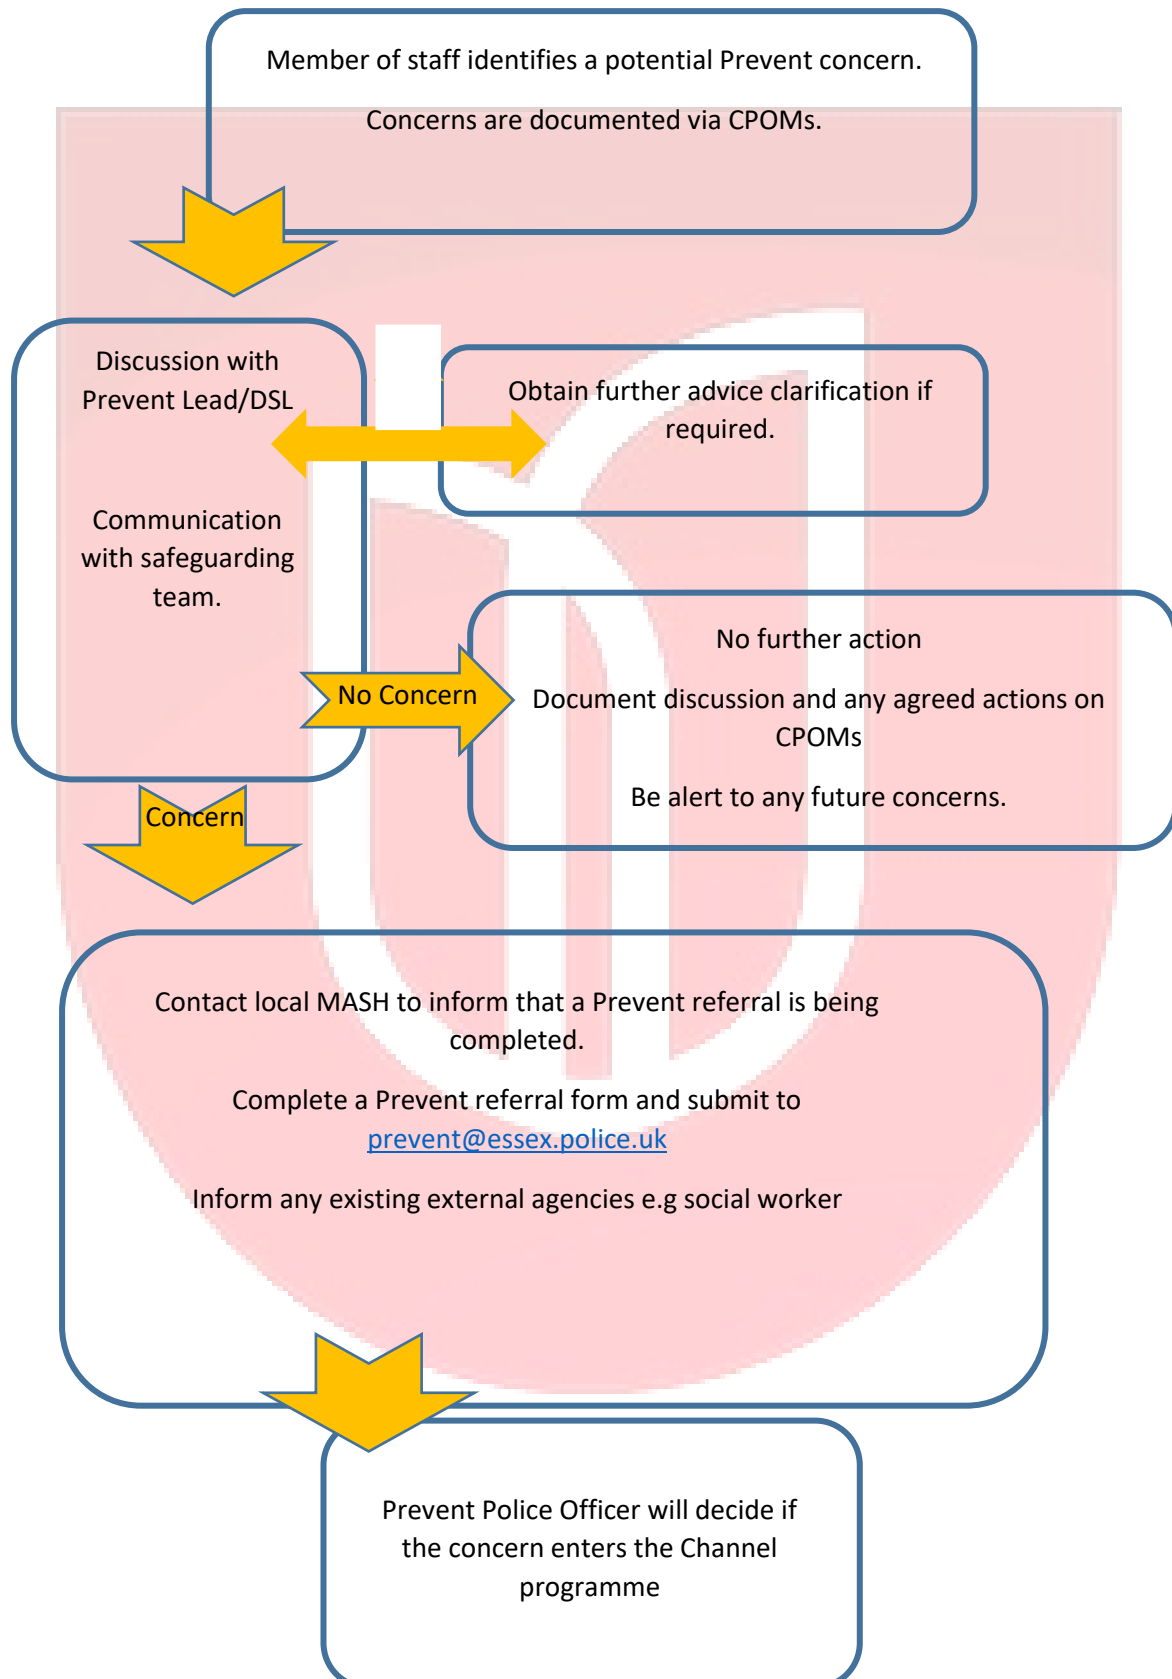 Member of staff identifies a potential Prevent concern.
Concerns are documented via CPOMs.
Discussion with
Prevent Lead/DSL
Communication
with safeguarding
team.
Obtain further advice clarification if
required.
No Concern
No further action
Document discussion and any agreed actions on
CPOMs
Be alert to any future concerns.
Concern
Contact local MASH to inform that a Prevent referral is being
completed.
Complete a Prevent referral form and submit to
prevent@essex.police.uk
Inform any existing external agencies e.g social worker
Prevent Police Officer will decide if
the concern enters the Channel
programme